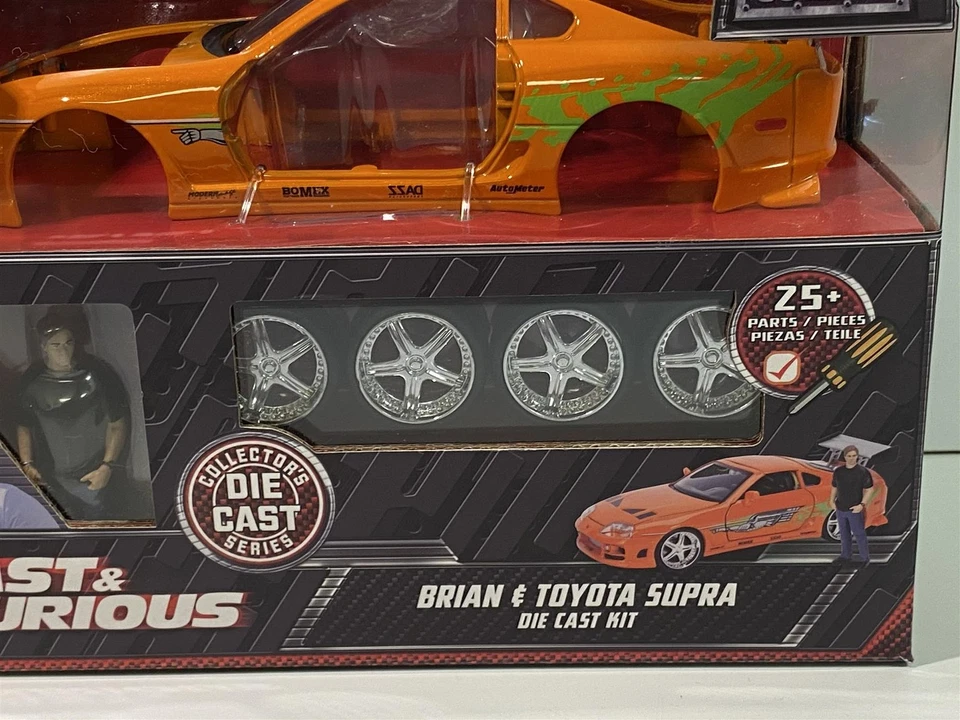 BOMEX
DAZZ
AutoMeter
25+
PARTS / PIECES
PIEZAS / TEILE
COLLECTOR'S
DIE
CAST
SERIES
AST&
URIOUS
BRIAN & TOYOTA SUPRA
DIE CAST KIT